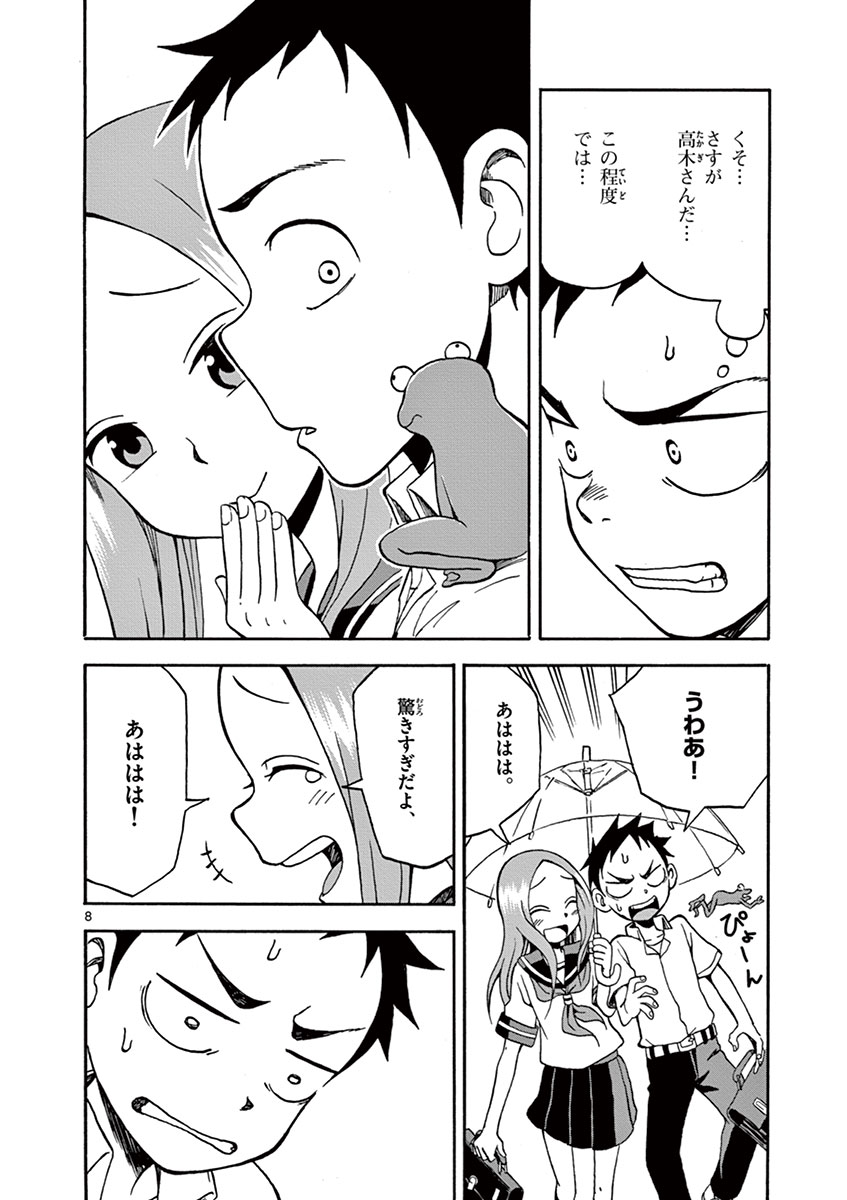 くそ…
さすが
高木さんだ…
この程度
では…
うわあ！
あははは。
ぴょーん
驚きすぎだよ、
あははは！
8